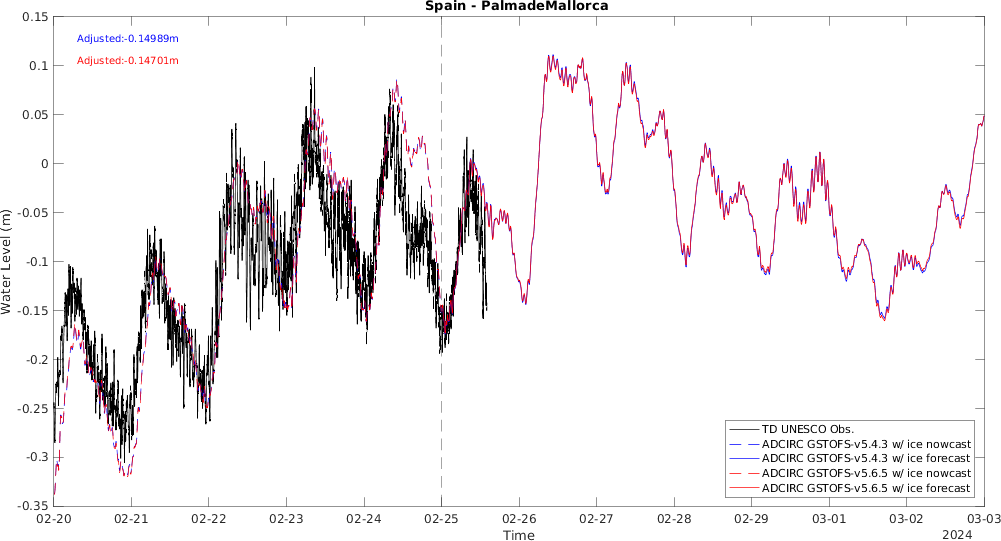 Spain - PalmadeMallorca
Adjusted:-0.14989m
Adjusted:-0.14701m
0.15
0.1
0.05
0
-0.05
-0.1
-0.15
-0.2
-0.25
-0.3
-0.35
Water Level (m)
TD UNESCO Obs.
ADCIRC GSTOFS-v5.4.3 w/ ice nowcast
ADCIRC GSTOFS-v5.4.3 w/ ice forecast
ADCIRC GSTOFS-v5.6.5 w/ ice nowcast
ADCIRC GSTOFS-v5.6.5 w/ ice forecast
02-20 02-21 02-22 02-23 02-24 02-25 02-26 02-27 02-28 02-29 03-01 03-02 03-03
Time
2024